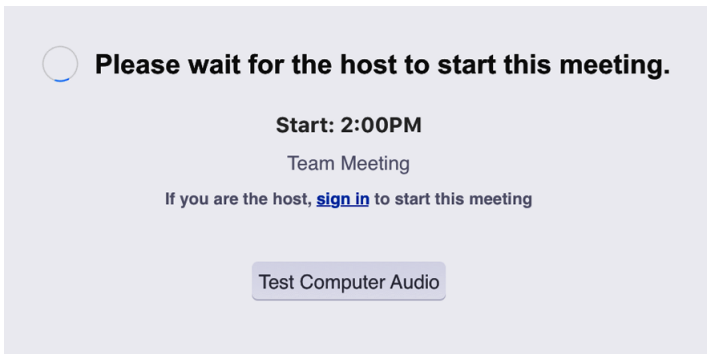 Please wait for the host to start this meeting.
Start: 2:00PM
Team Meeting
If you are the host, sign in to start this meeting
Test Computer Audio